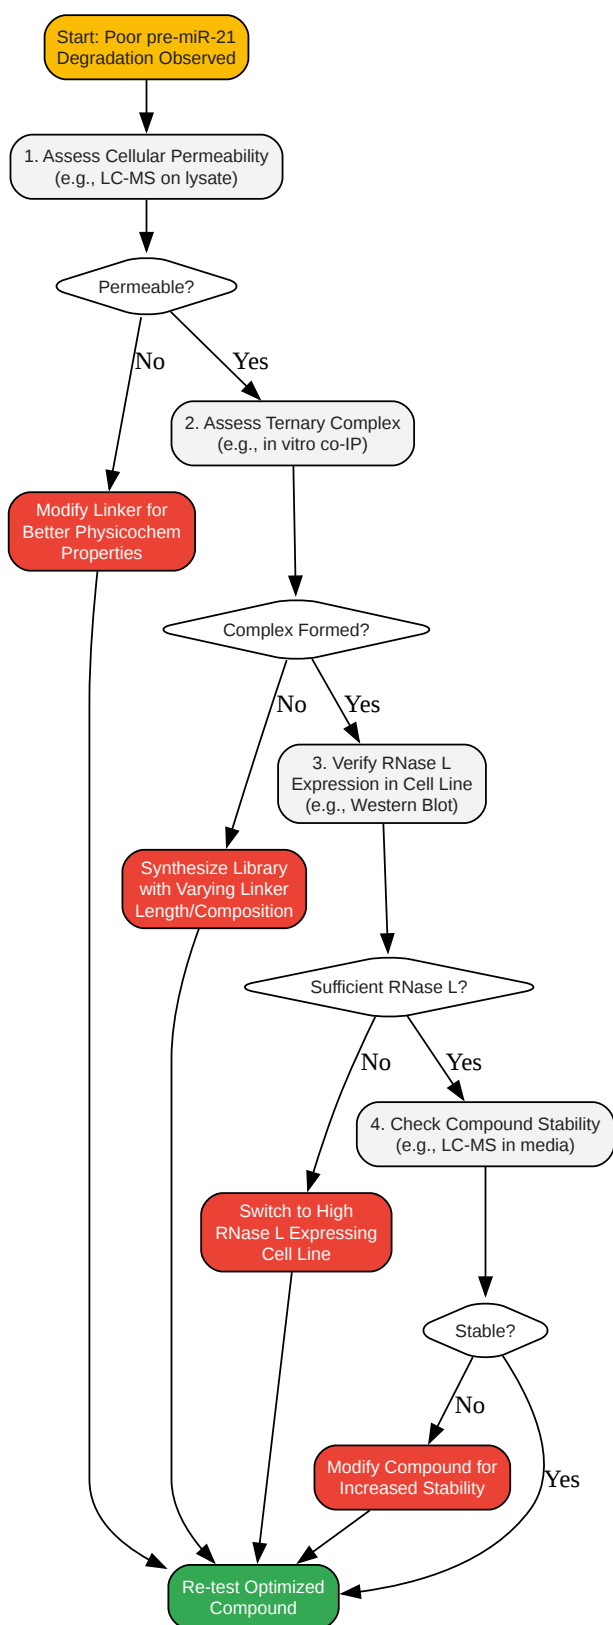 Start: Poor pre-miR-21
Degradation Observed
1. Assess Cellular Permeability
(e.g., LC-MS on lysate)
Permeable?
No
Yes
2. Assess Ternary Complex
(e.g., in vitro co-IP)
Modify Linker for
Better Physicochem
Properties
Complex Formed?
No
Yes
3. Verify RNase L
Expression in Cell Line
(e.g., Western Blot)
Synthesize Library
with Varying Linker
Length/Composition
Sufficient RNase L?
No
Yes
4. Check Compound Stability
(e.g., LC-MS in media)
Switch to High
RNase L Expressing
Cell Line
Stable?
No
Yes
Modify Compound for
Increased Stability
Re-test Optimized
Compound